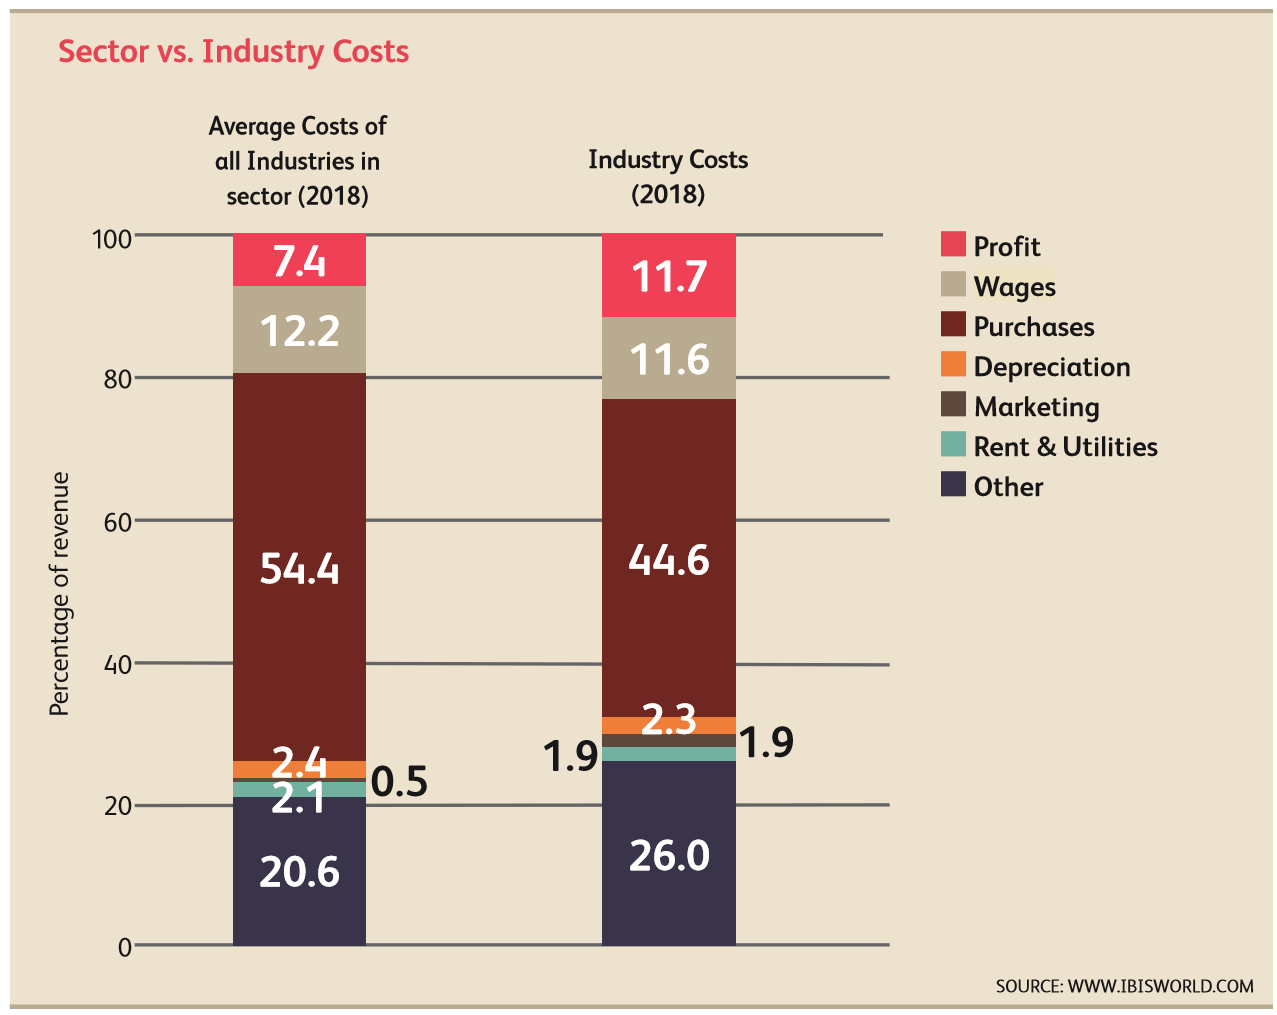 Sector vs. Industry Costs
Average Costs of
all Industries in
sector (2018)
Industry Costs
(2018)
Percentage of revenue
100
80
60
40
20
0
7.4
12.2
54.4
2.4
0.5
2.1
20.6
11.7
11.6
44.6
2.3
1.9
1.9
26.0
Profit
Wages
Purchases
Depreciation
Marketing
Rent & Utilities
Other
SOURCE: WWW.IBISWORLD.COM